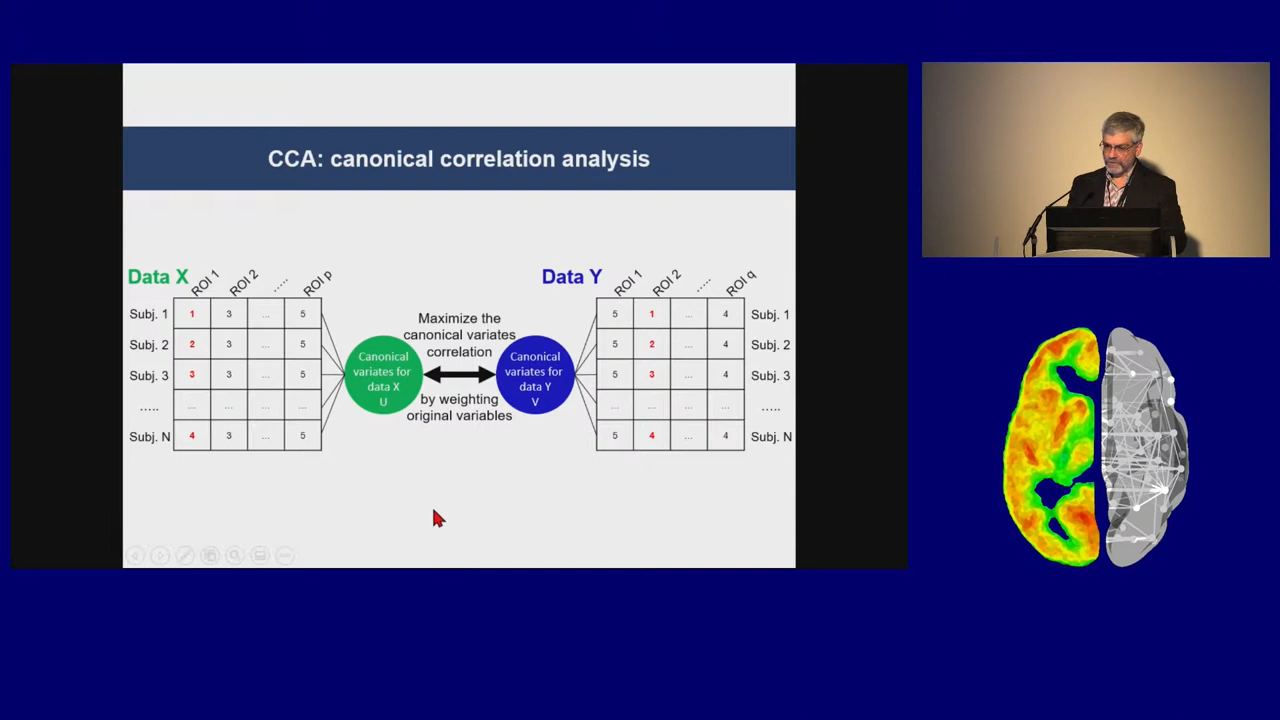 CCA: canonical correlation analysis
Data X
ROI 1
ROI 2
.....
ROI p
Subj. 1 1 3 ... 5
Subj. 2 2 3 ... 5
Subj. 3 3 3 ... 5
..... ... ... ... ...
Subj. N 4 3 ... 5
Canonical
variates for
data X
U
Maximize the
canonical variates
correlation
by weighting
original variables
Canonical
variates for
data Y
V
Data Y
ROI 1
ROI 2
.....
ROI q
5 1 ... 4 Subj. 1
5 2 ... 4 Subj. 2
5 3 ... 4 Subj. 3
... ... ... ... .....
5 4 ... 4 Subj. N